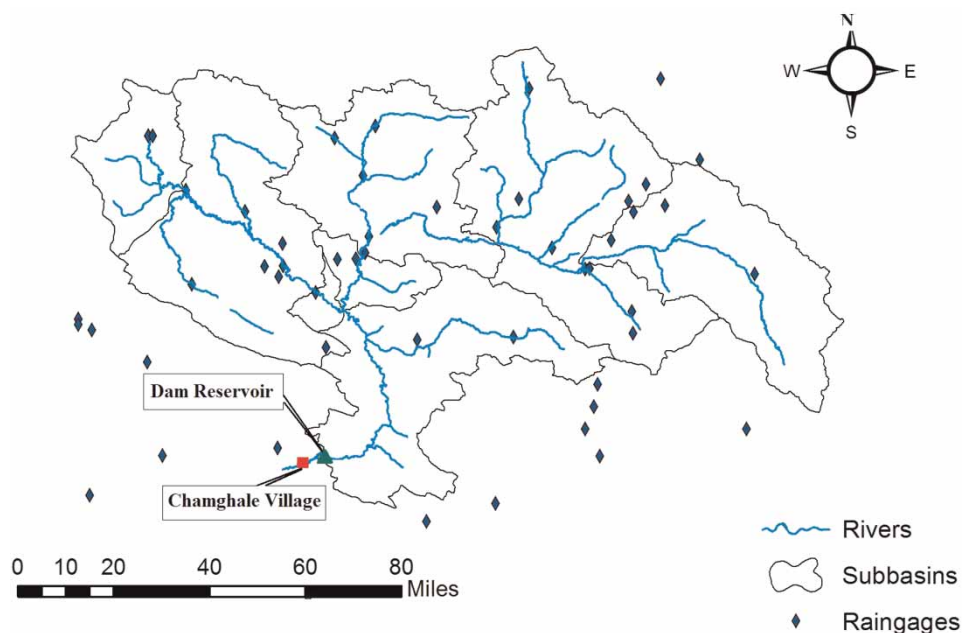 N
W
E
S
Dam Reservoir
Chamghale Village
0 10 20 40 60 80
Miles
Rivers
Subbasins
Raingages